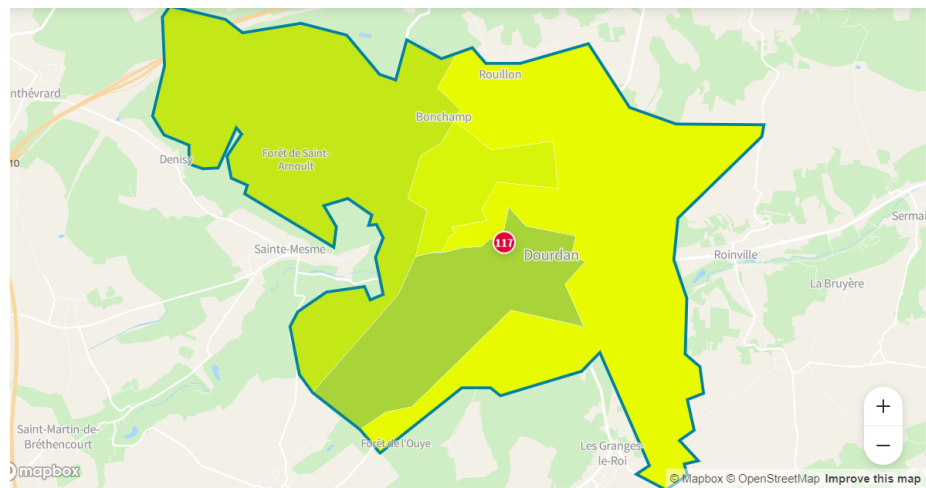 Rouillon
nthévrard
Bonchamp
Denisy
Forêt de Saint-
Arnoult
Sermai
117
Sainte-Mesme
Dourdan
Roinville
La Bruyère
Saint-Martin-de-
Bréthencourt
Forêt de l'Ouye
Les Granges-
le-Roi
+
−
mapbox
© Mapbox © OpenStreetMap Improve this map